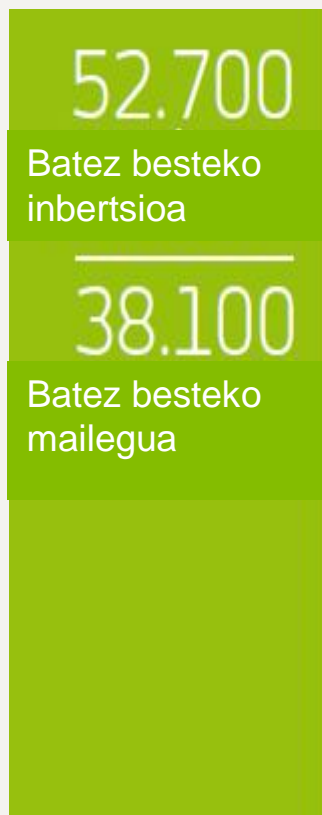 52.700
Batez besteko
inbertsioa
38.100
Batez besteko
mailegua